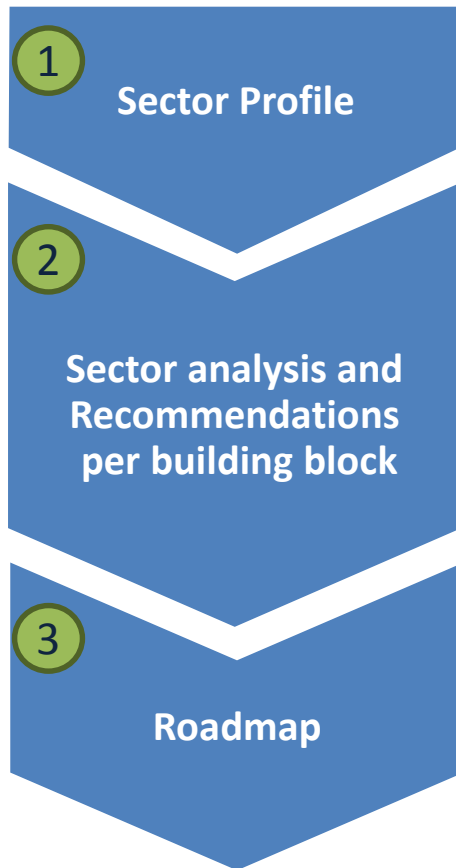 1
Sector Profile
2
Sector analysis and
Recommendations
per building block
3
Roadmap